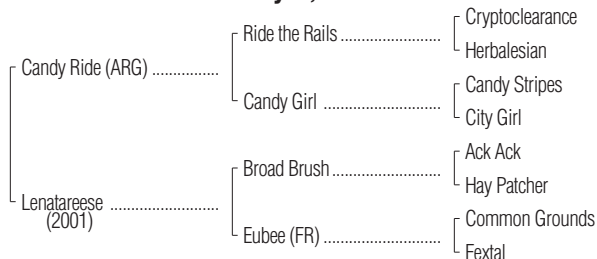 Cryptoclearance
Ride the Rails
Herbalesian
Candy Ride (ARG)
Candy Stripes
Candy Girl
City Girl
Ack Ack
Broad Brush
Hay Patcher
Lenatareese
(2001)
Common Grounds
Eubee (FR)
Fextal